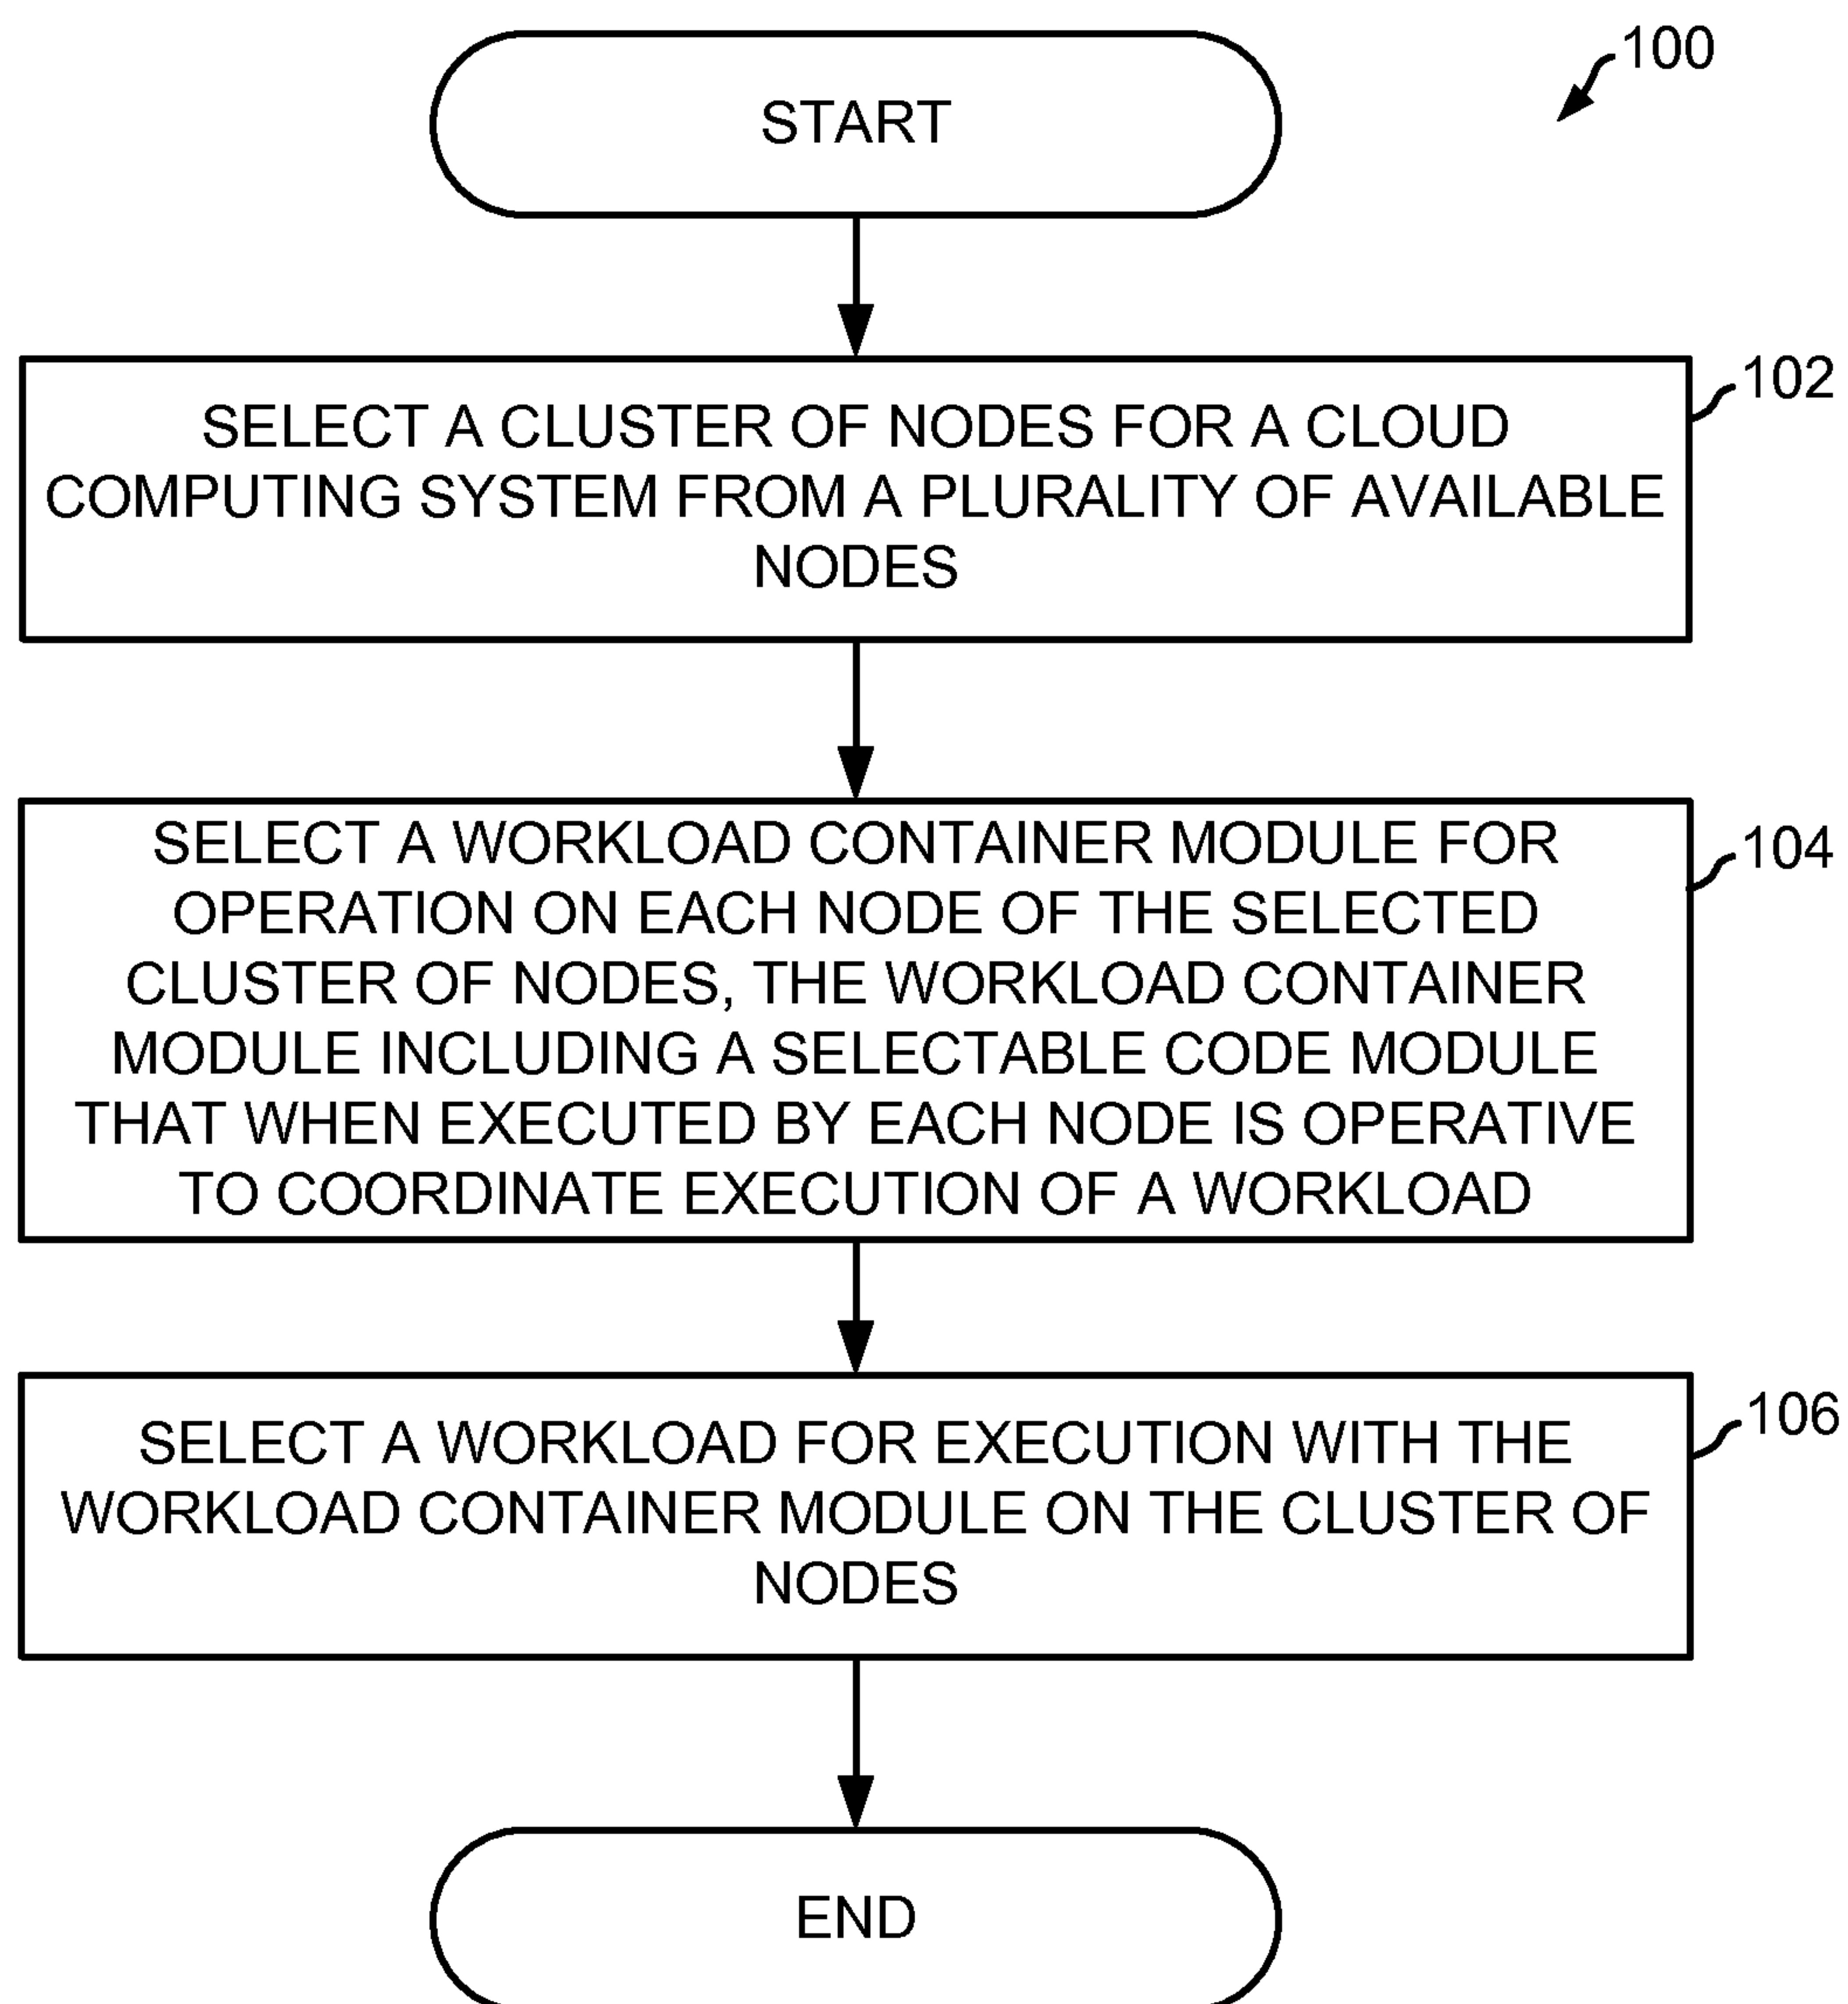 START
100
102
SELECT A CLUSTER OF NODES FOR A CLOUD
COMPUTING SYSTEM FROM A PLURALITY OF AVAILABLE
NODES
104
SELECT A WORKLOAD CONTAINER MODULE FOR
OPERATION ON EACH NODE OF THE SELECTED
CLUSTER OF NODES, THE WORKLOAD CONTAINER
MODULE INCLUDING A SELECTABLE CODE MODULE
THAT WHEN EXECUTED BY EACH NODE IS OPERATIVE
TO COORDINATE EXECUTION OF A WORKLOAD
106
SELECT A WORKLOAD FOR EXECUTION WITH THE
WORKLOAD CONTAINER MODULE ON THE CLUSTER OF
NODES
END